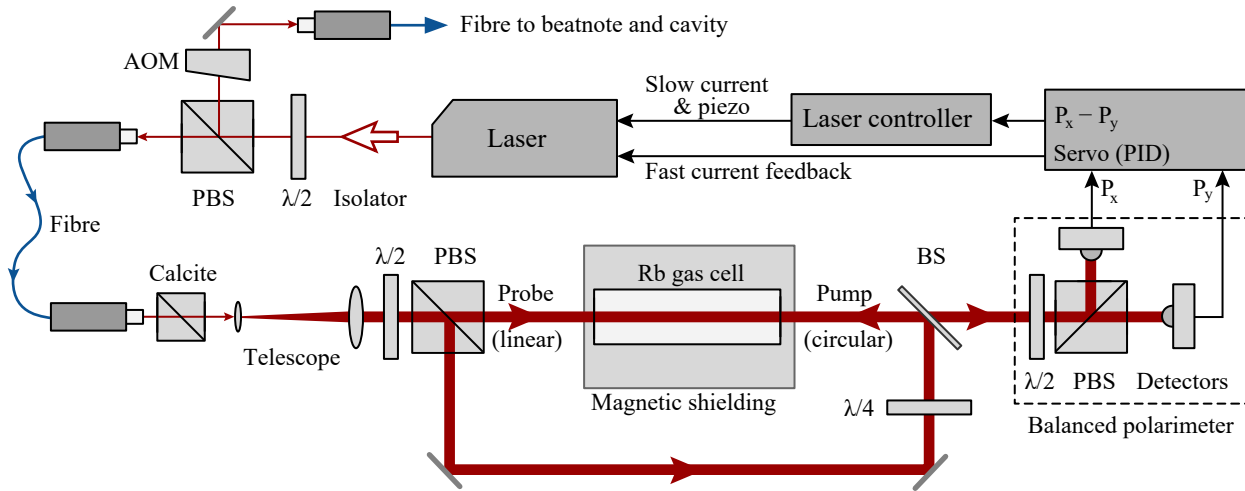 Fibre to beatnote and cavity
AOM
Slow current
& piezo
Laser controller
Pₓ − Pᵧ
Servo (PID)
Laser
Fast current feedback
PBS
λ/2
Isolator
Pₓ
Pᵧ
Fibre
Calcite
λ/2
PBS
Rb gas cell
BS
Probe
(linear)
Pump
(circular)
Telescope
Magnetic shielding
λ/4
λ/2
PBS
Detectors
Balanced polarimeter